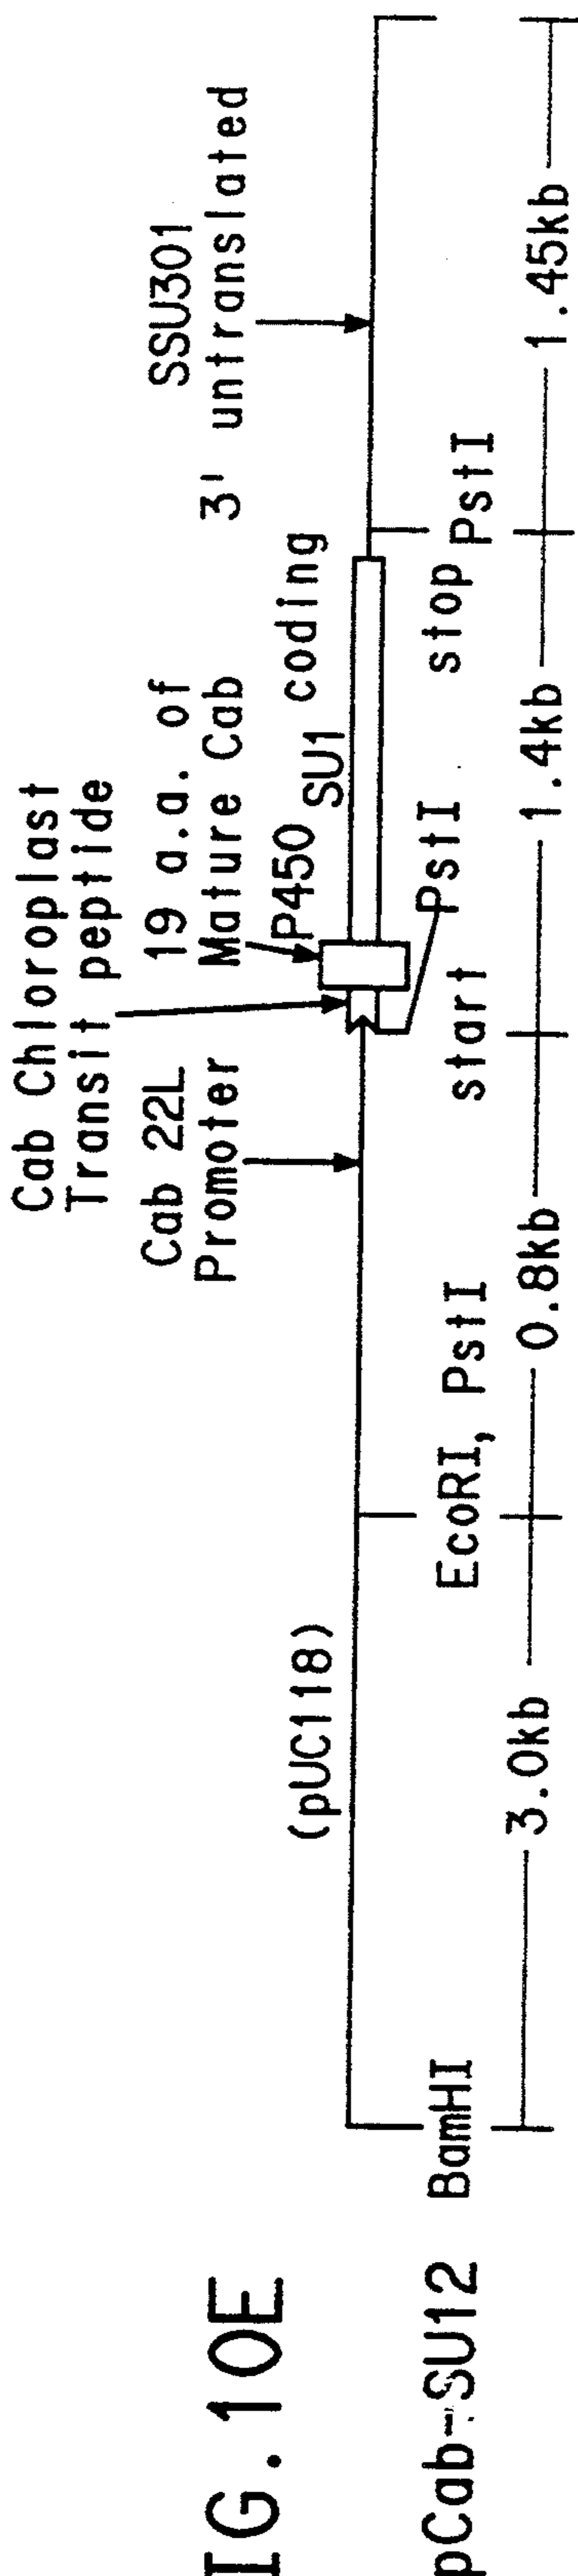 IG. 10E
pCab-SU12
Cab Chloroplast
Transit peptide
Cab 22L
Promoter
19 a.a. of
Mature Cab
P450
SU1 coding
SSU301
3' untranslated
(pUC118)
BamHI
EcoRI, PstI
start
PstI
stop
PstI
3.0kb
0.8kb
1.4kb
1.45kb